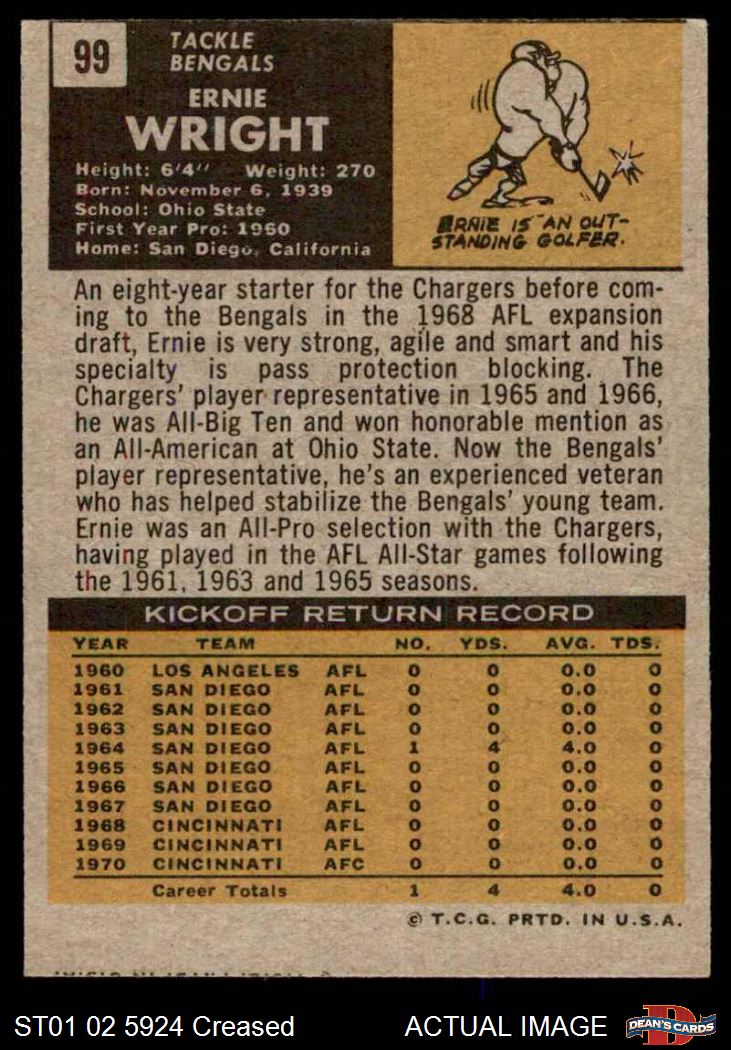 99
TACKLE
BENGALS
ERNIE
WRIGHT
Height: 6'4" Weight: 270
Born: November 6, 1939
School: Ohio State
First Year Pro: 1960
Home: San Diego, California
ERNIE IS AN OUT-
STANDING GOLFER.
An eight-year starter for the Chargers before com-
ing to the Bengals in the 1968 AFL expansion
draft, Ernie is very strong, agile and smart and his
specialty is pass protection blocking. The
Chargers' player representative in 1965 and 1966,
he was All-Big Ten and won honorable mention as
an All-American at Ohio State. Now the Bengals'
player representative, he's an experienced veteran
who has helped stabilize the Bengals' young team.
Ernie was an All-Pro selection with the Chargers,
having played in the AFL All-Star games following
the 1961, 1963 and 1965 seasons.
KICKOFF RETURN RECORD
YEAR TEAM NO. YDS. AVG. TDS.
1960 LOS ANGELES AFL 0 0 0.0 0
1961 SAN DIEGO AFL 0 0 0.0 0
1962 SAN DIEGO AFL 0 0 0.0 0
1963 SAN DIEGO AFL 0 0 0.0 0
1964 SAN DIEGO AFL 1 4 4.0 0
1965 SAN DIEGO AFL 0 0 0.0 0
1966 SAN DIEGO AFL 0 0 0.0 0
1967 SAN DIEGO AFL 0 0 0.0 0
1968 CINCINNATI AFL 0 0 0.0 0
1969 CINCINNATI AFL 0 0 0.0 0
1970 CINCINNATI AFC 0 0 0.0 0
Career Totals 1 4 4.0 0
© T.C.G. PRTD. IN U.S.A.
ST01 02 5924 Creased ACTUAL IMAGE
DEAN'S CARDS